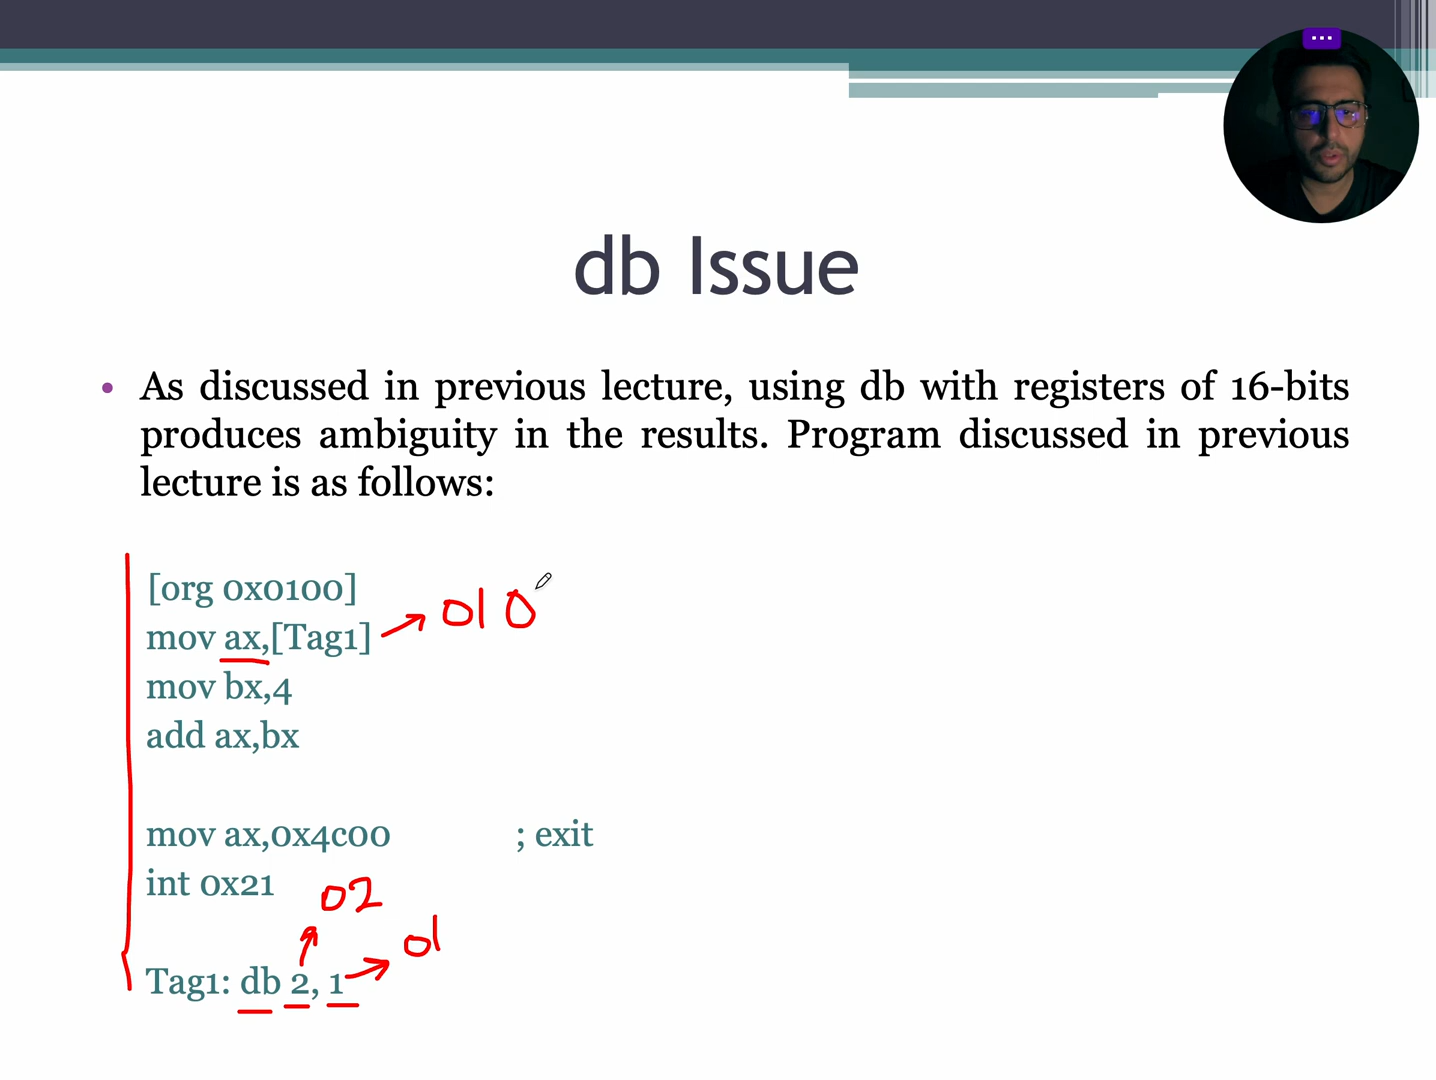 db Issue
• As discussed in previous lecture, using db with registers of 16-bits
produces ambiguity in the results. Program discussed in previous
lecture is as follows:
[org 0x0100]
mov ax,[Tag1] → 01 0
mov bx,4
add ax,bx
mov ax,0x4c00 ; exit
int 0x21
02
01
Tag1: db 2, 1